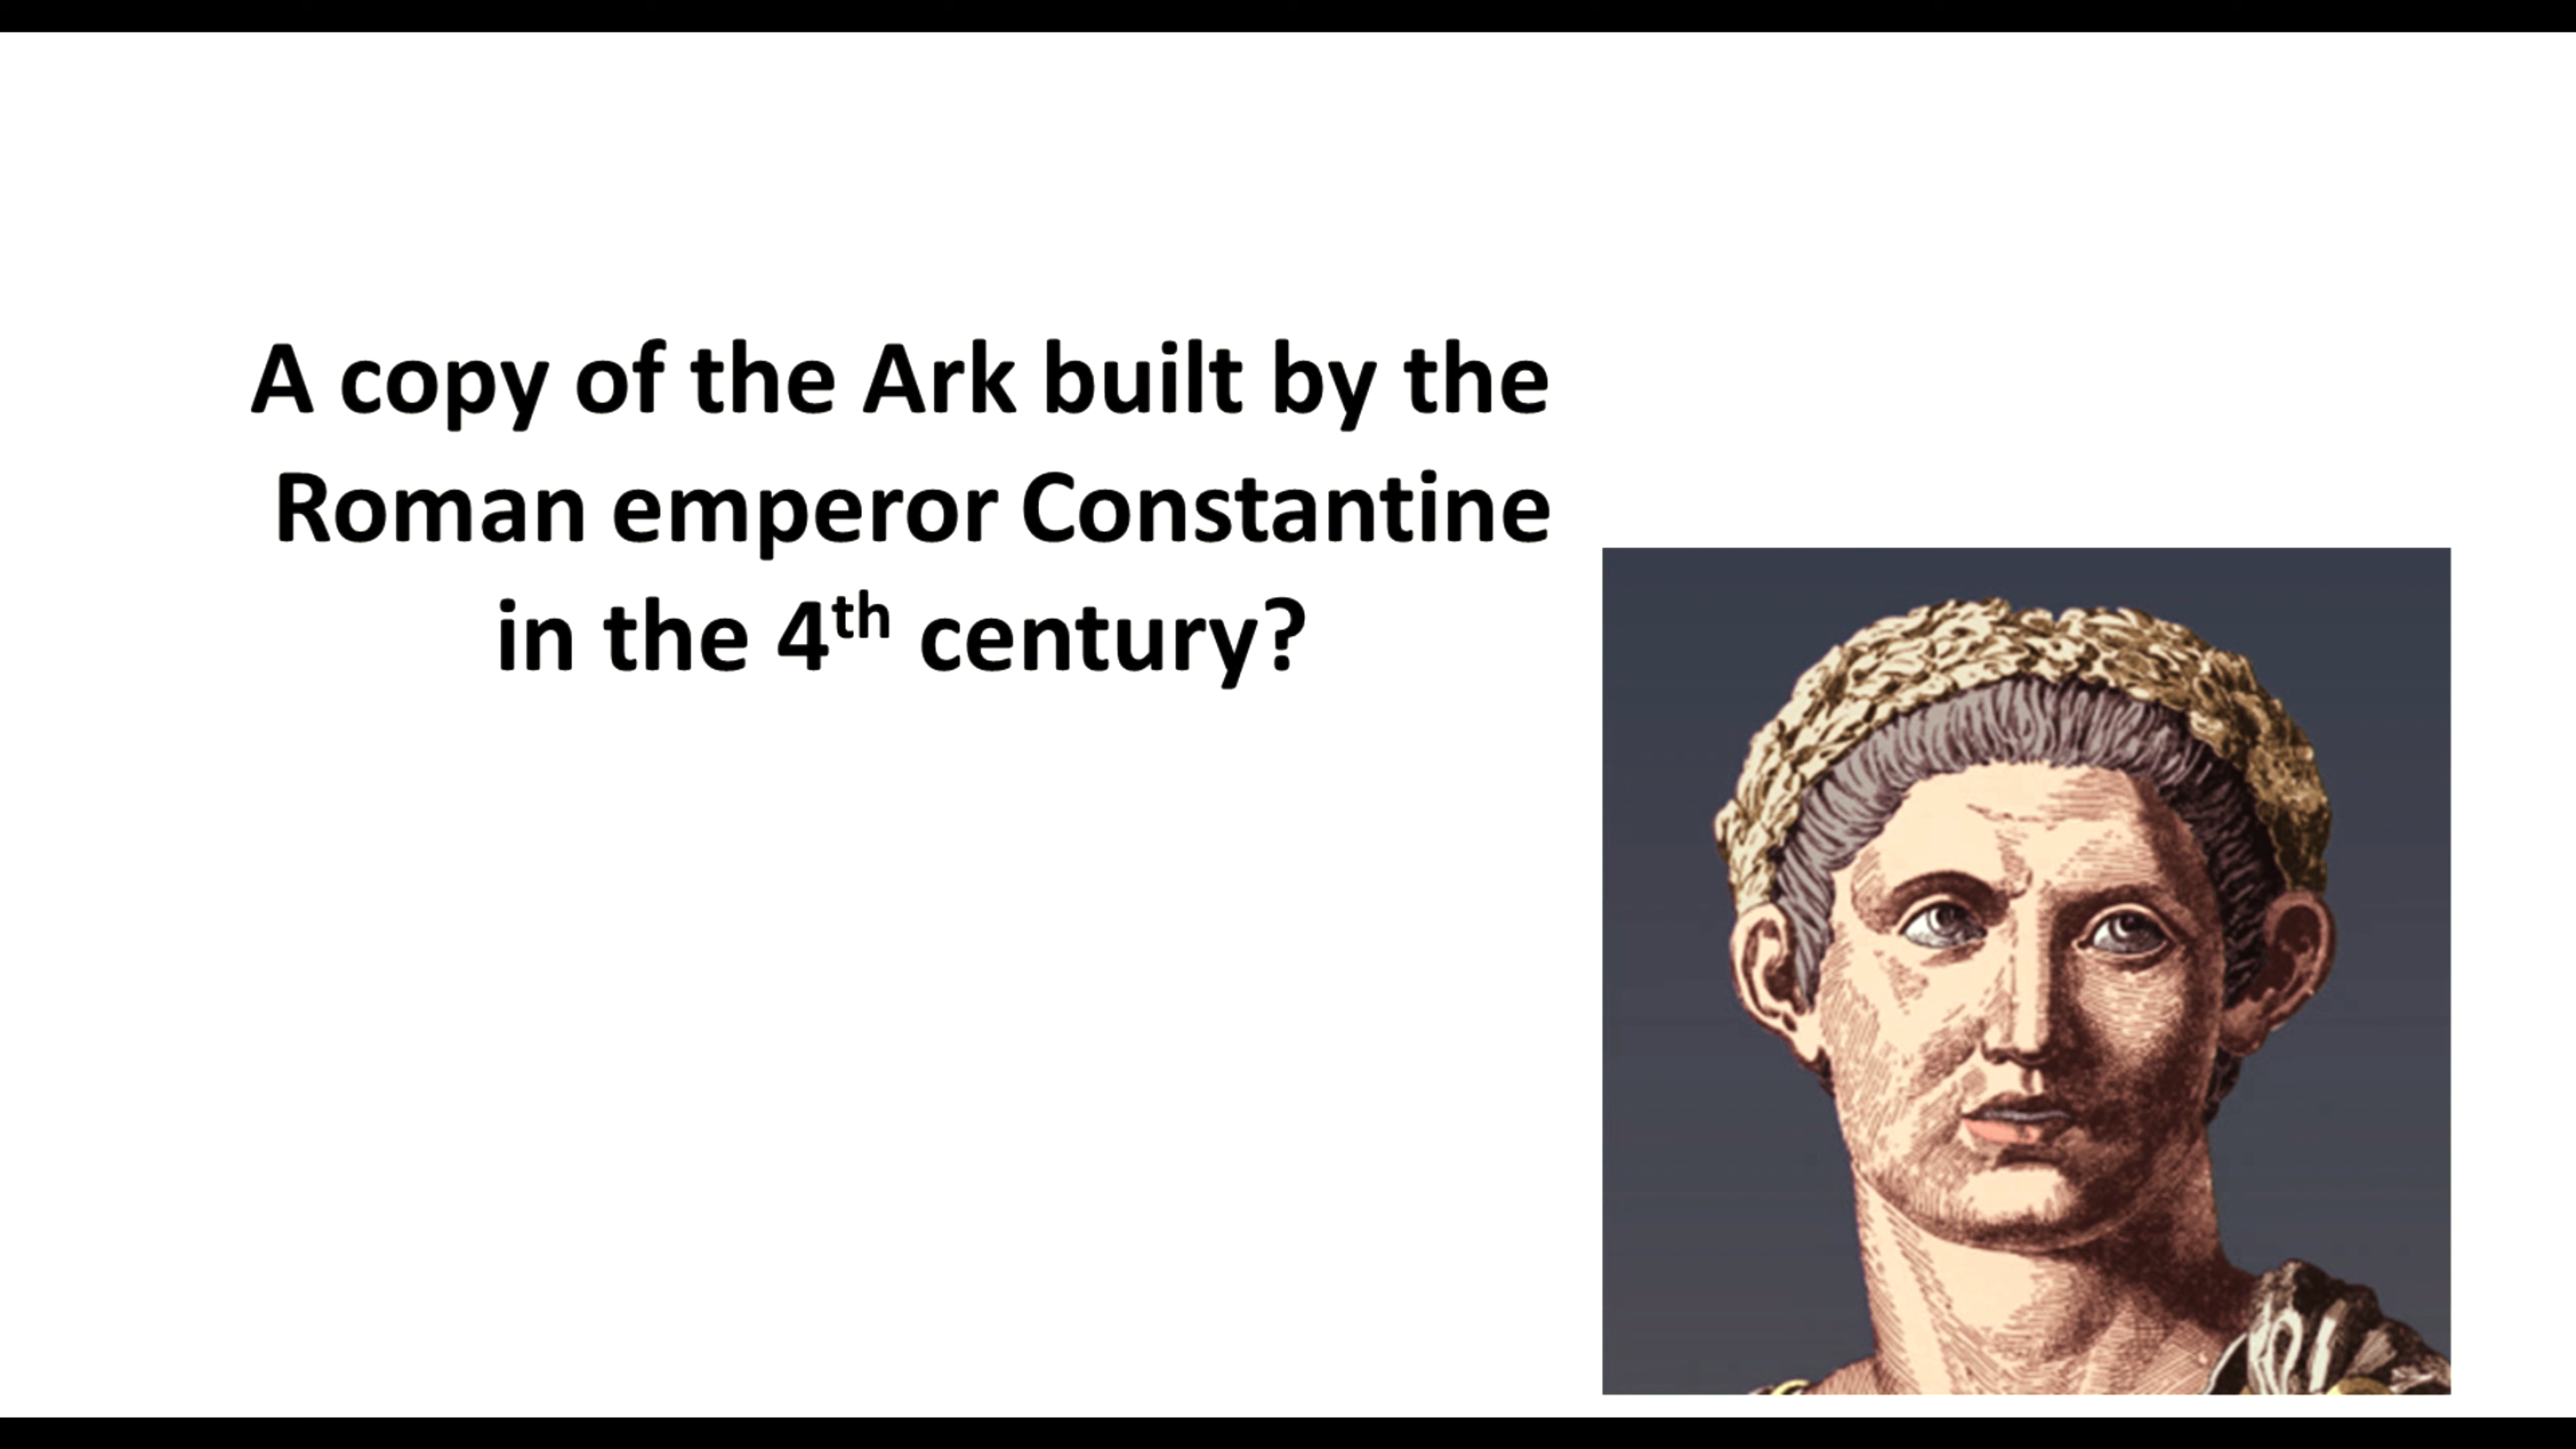 A copy of the Ark built by the
Roman emperor Constantine
in the 4th century?